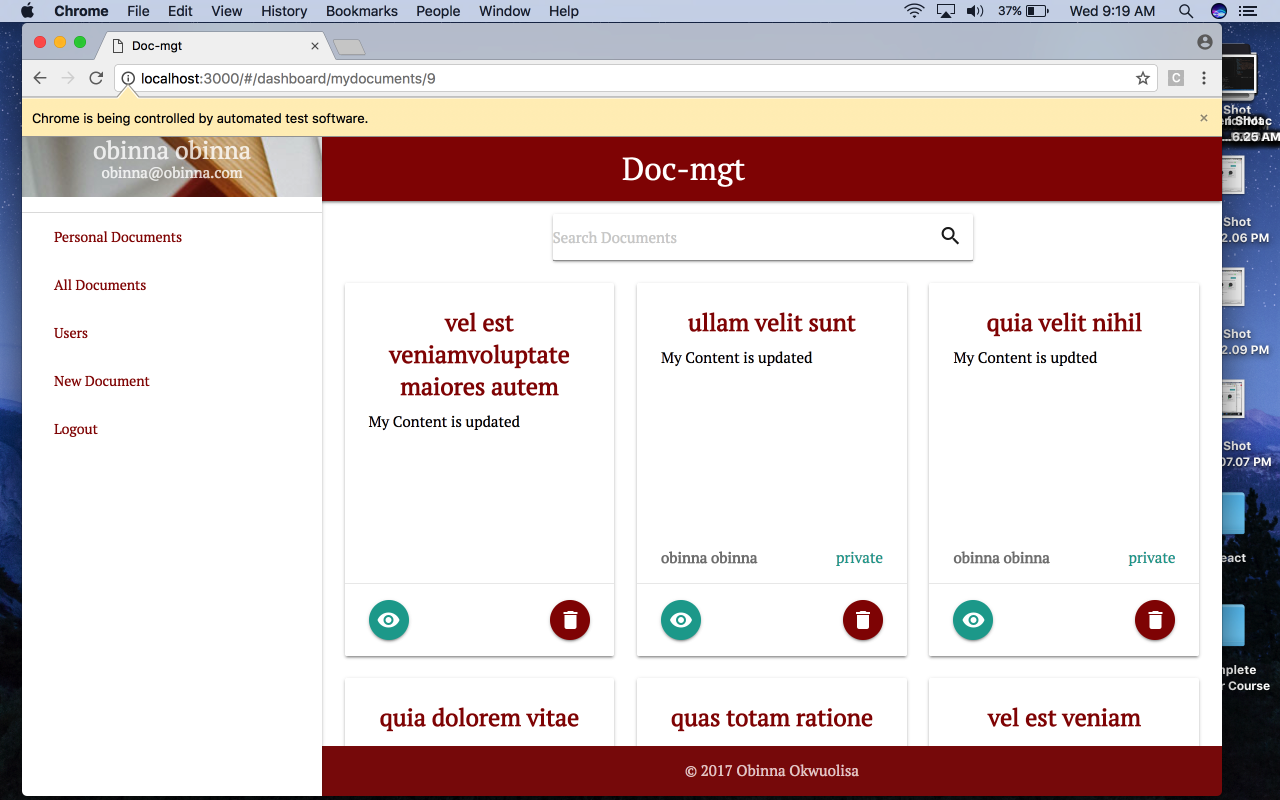 Chrome File Edit View History Bookmarks People Window Help 37% Wed 9:19 AM
Doc-mgt
localhost:3000/#/dashboard/mydocuments/9
C
Chrome is being controlled by automated test software.
obinna obinna
obinna@obinna.com
Personal Documents
All Documents
Users
New Document
Logout
Doc-mgt
Search Documents
vel est
veniamvoluptate
maiores autem
My Content is updated
ullam velit sunt
My Content is updated
obinna obinna private
quia velit nihil
My Content is updted
obinna obinna private
quia dolorem vitae
quas totam ratione
vel est veniam
© 2017 Obinna Okwuolisa
Shot
Shot
2.06 PM
Shot
2.09 PM
Shot
07.07 PM
Course